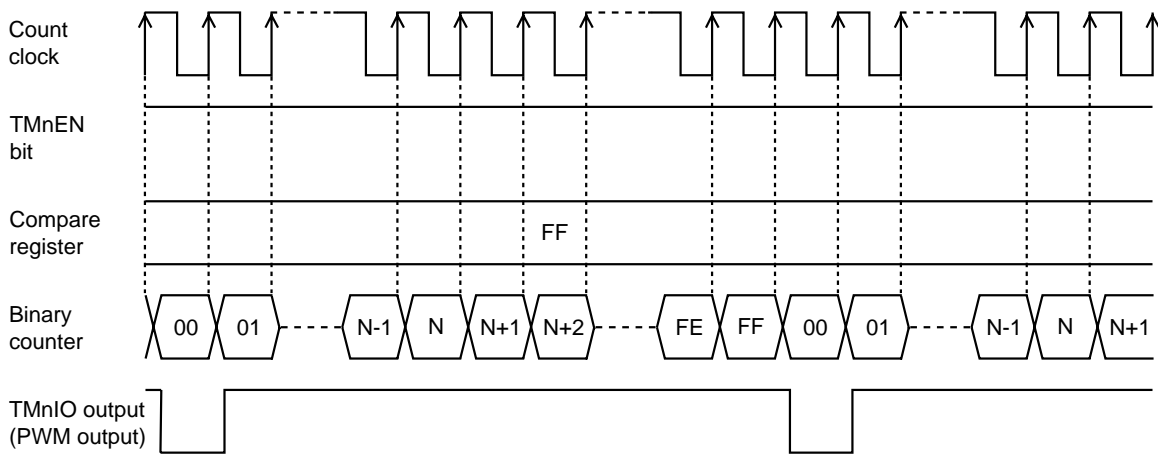 Count
clock
TMnEN
bit
Compare
register
FF
Binary
counter
00 01 N-1 N N+1 N+2 FE FF 00 01 N-1 N N+1
TMnIO output
(PWM output)